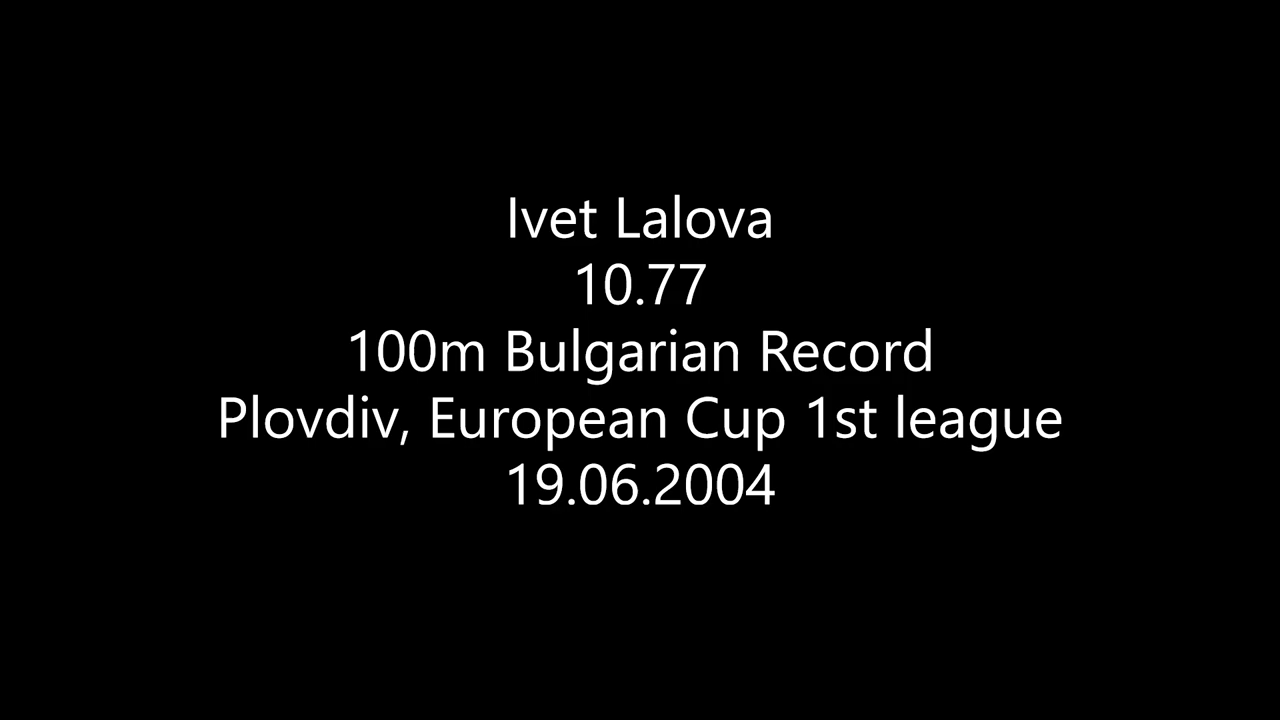 Ivet Lalova
10.77
100m Bulgarian Record
Plovdiv, European Cup 1st league
19.06.2004